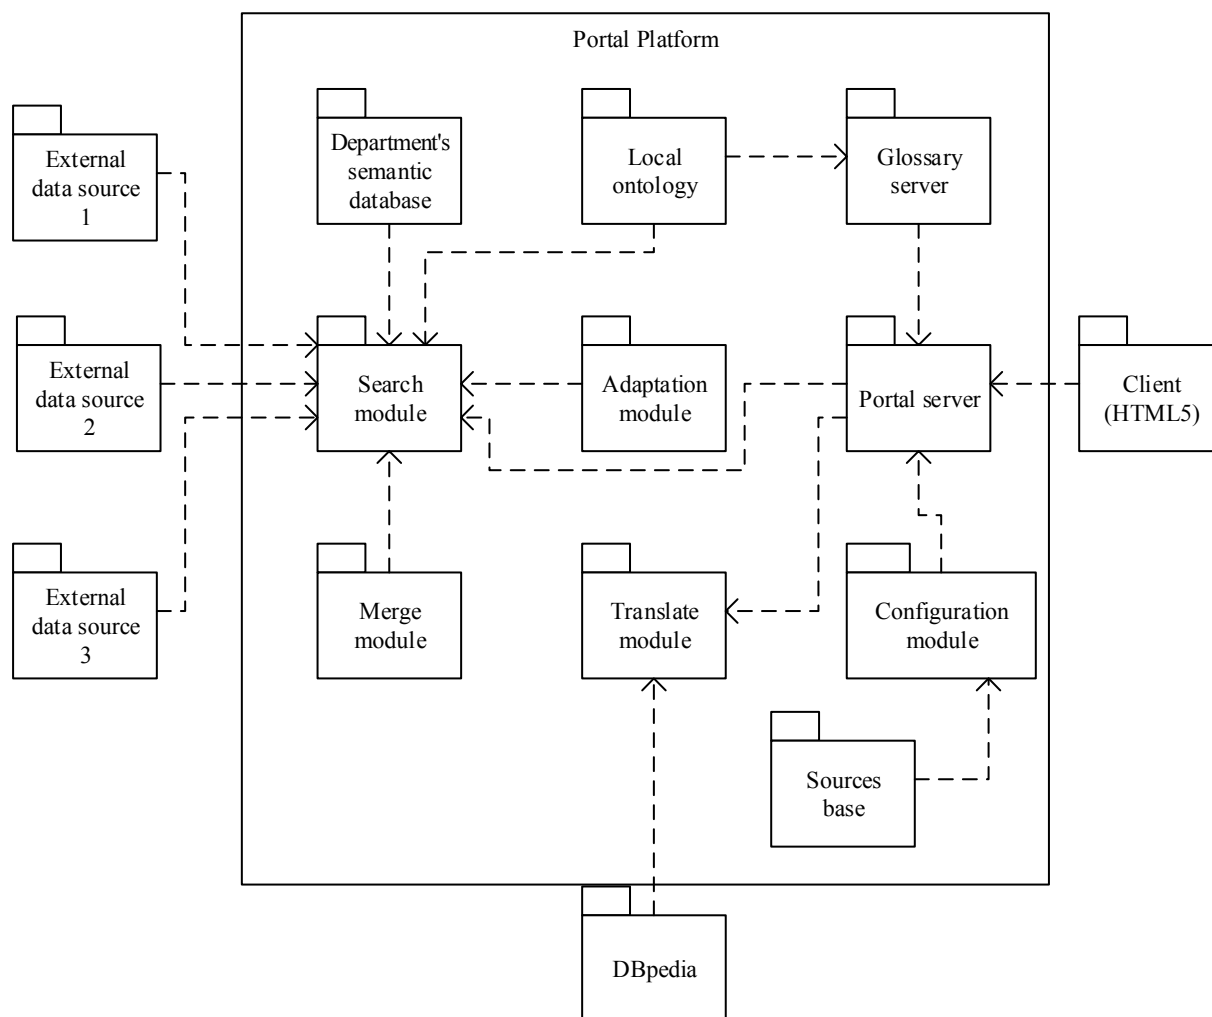 Portal Platform
External
data source
1
Department's
semantic
database
Local
ontology
Glossary
server
External
data source
2
Search
module
Adaptation
module
Portal server
Client
(HTML5)
External
data source
3
Merge
module
Translate
module
Configuration
module
Sources
base
DBpedia